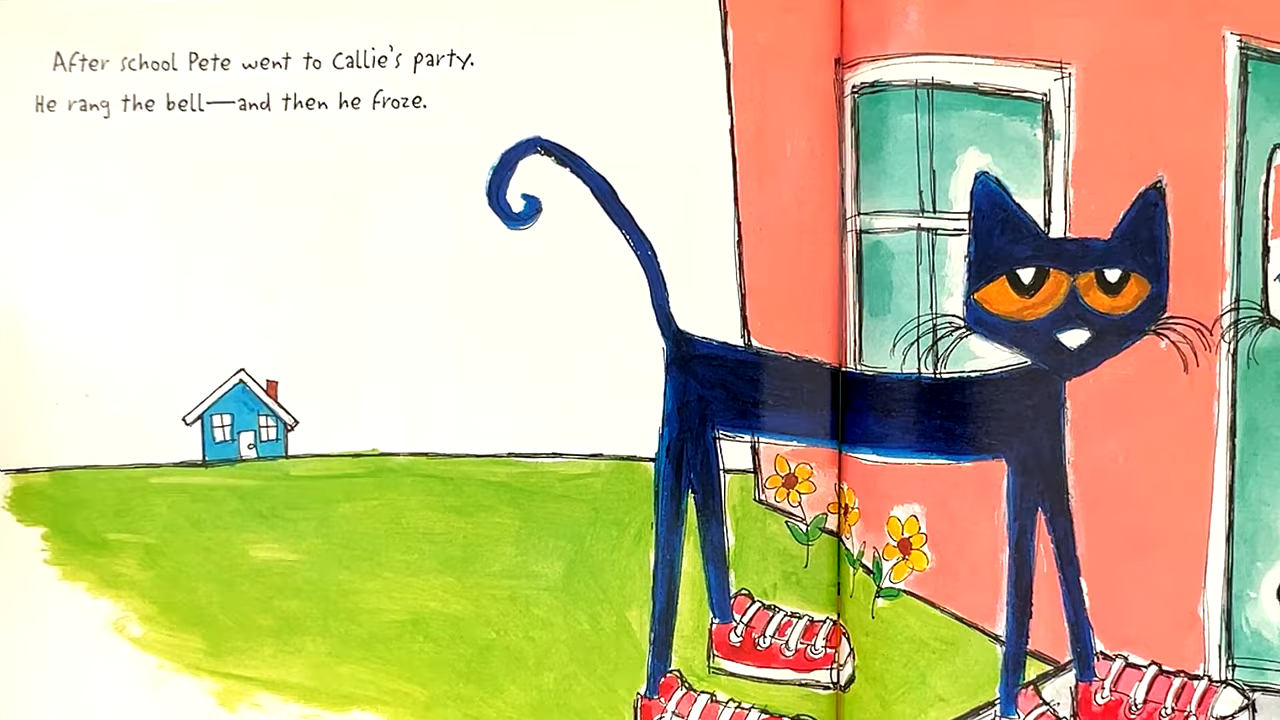 After school Pete went to Callie's party.
He rang the bell—and then he froze.